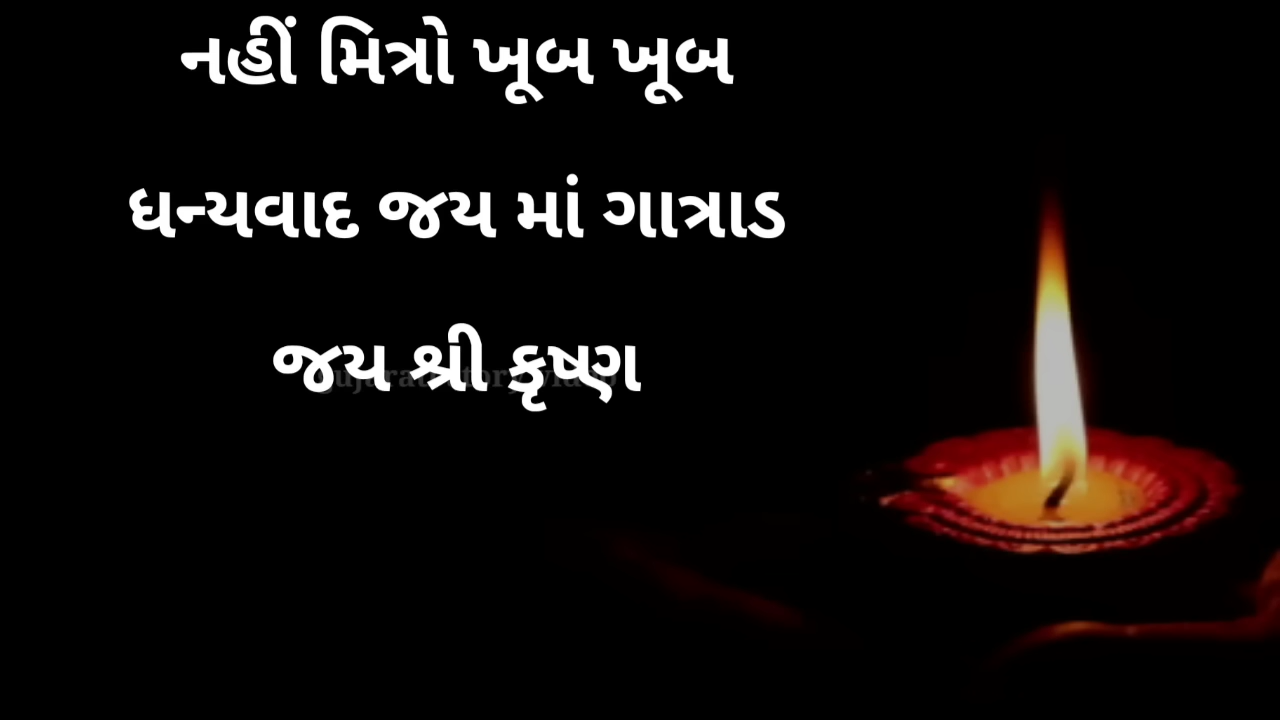 નહીં મિત્રો ખૂબ ખૂબ
ધન્યવાદ જય માં ગાત્રાડ
જય શ્રી કૃષ્ણ